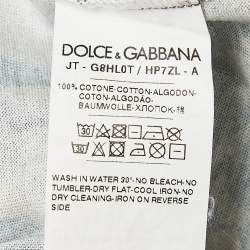 DOLCE & GABBANA
JT - G8HL0T / HP7ZL - A
100% COTONE-COTTON-ALGODON-
COTON-ALGODÃO-
BAUMWOLLE-ХЛОПОК-棉
30
WASH IN WATER 30°-NO BLEACH-NO
TUMBLER-DRY FLAT-COOL IRON-NO
DRY CLEANING-IRON ON REVERSE
SIDE